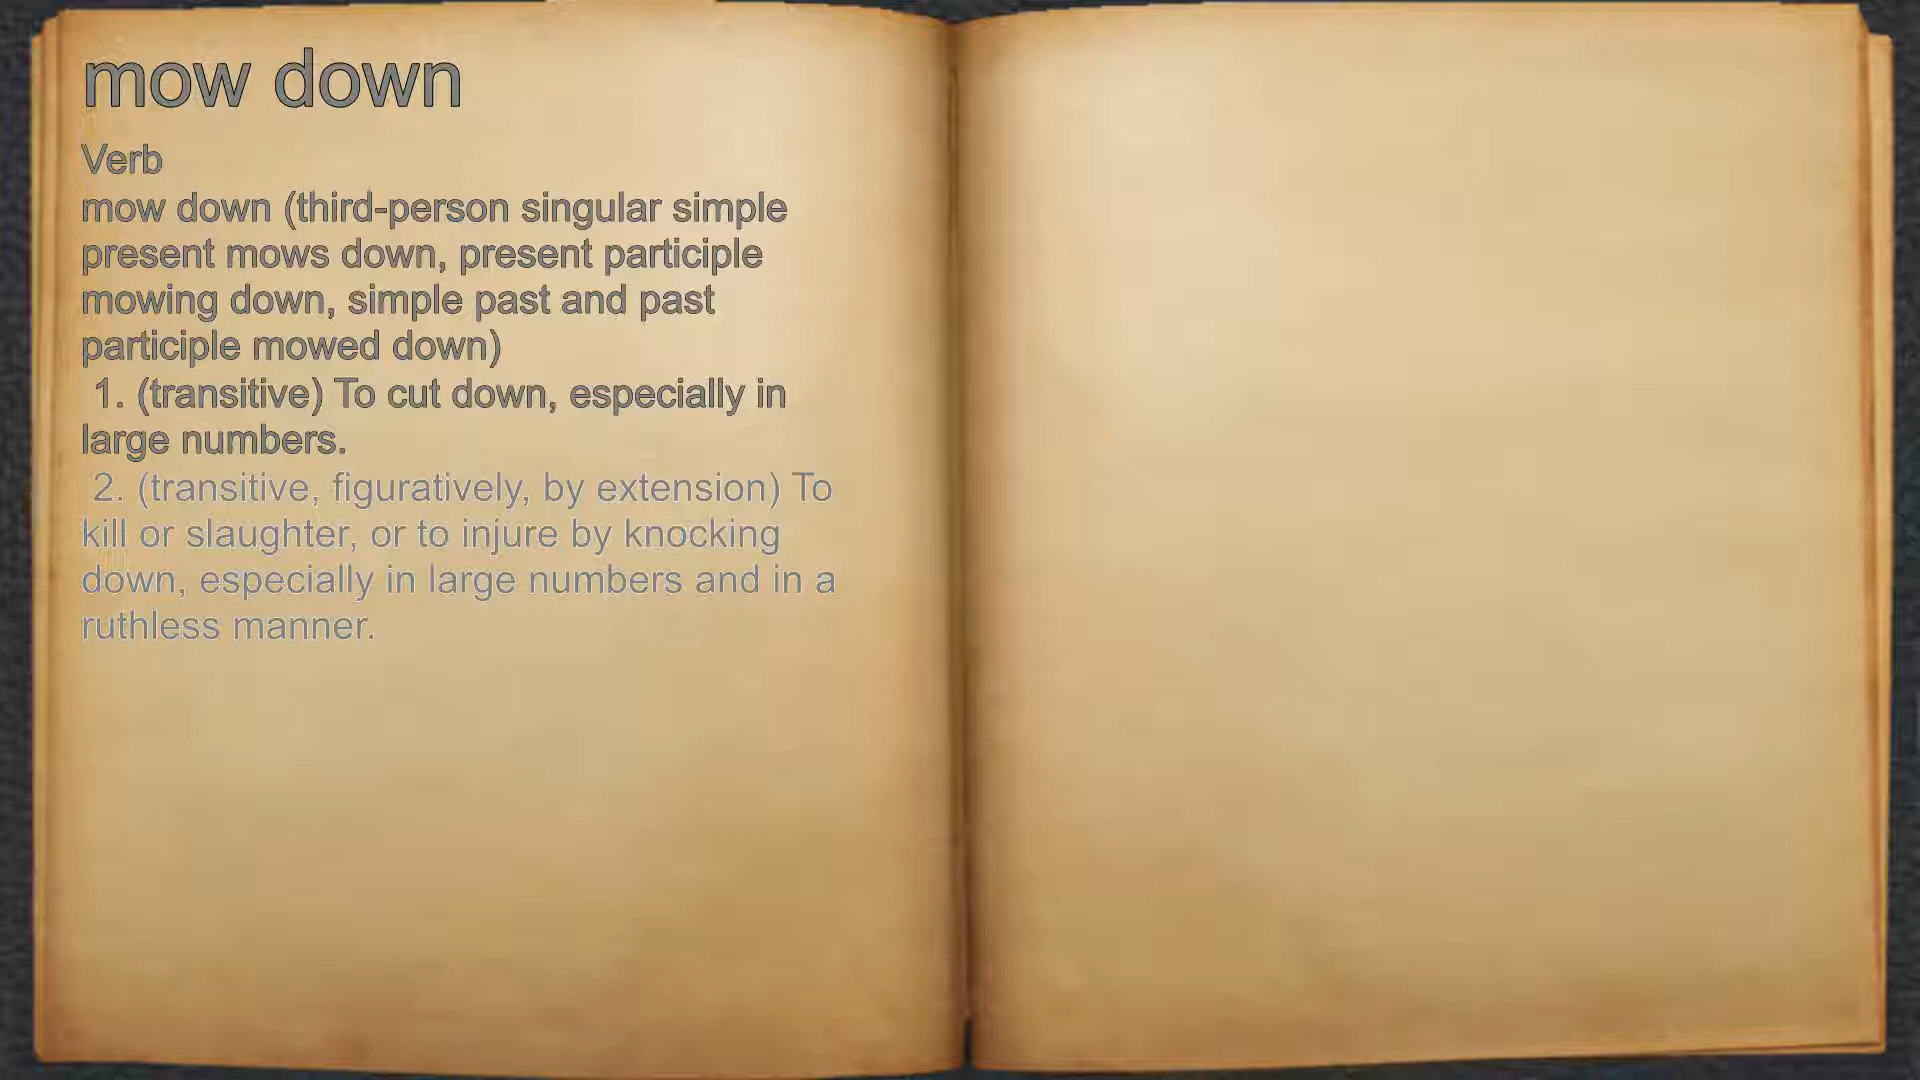 mow down
Verb
mow down (third-person singular simple
present mows down, present participle
mowing down, simple past and past
participle mowed down)
1. (transitive) To cut down, especially in
large numbers.
2. (transitive, figuratively, by extension) To
kill or slaughter, or to injure by knocking
down, especially in large numbers and in a
ruthless manner.